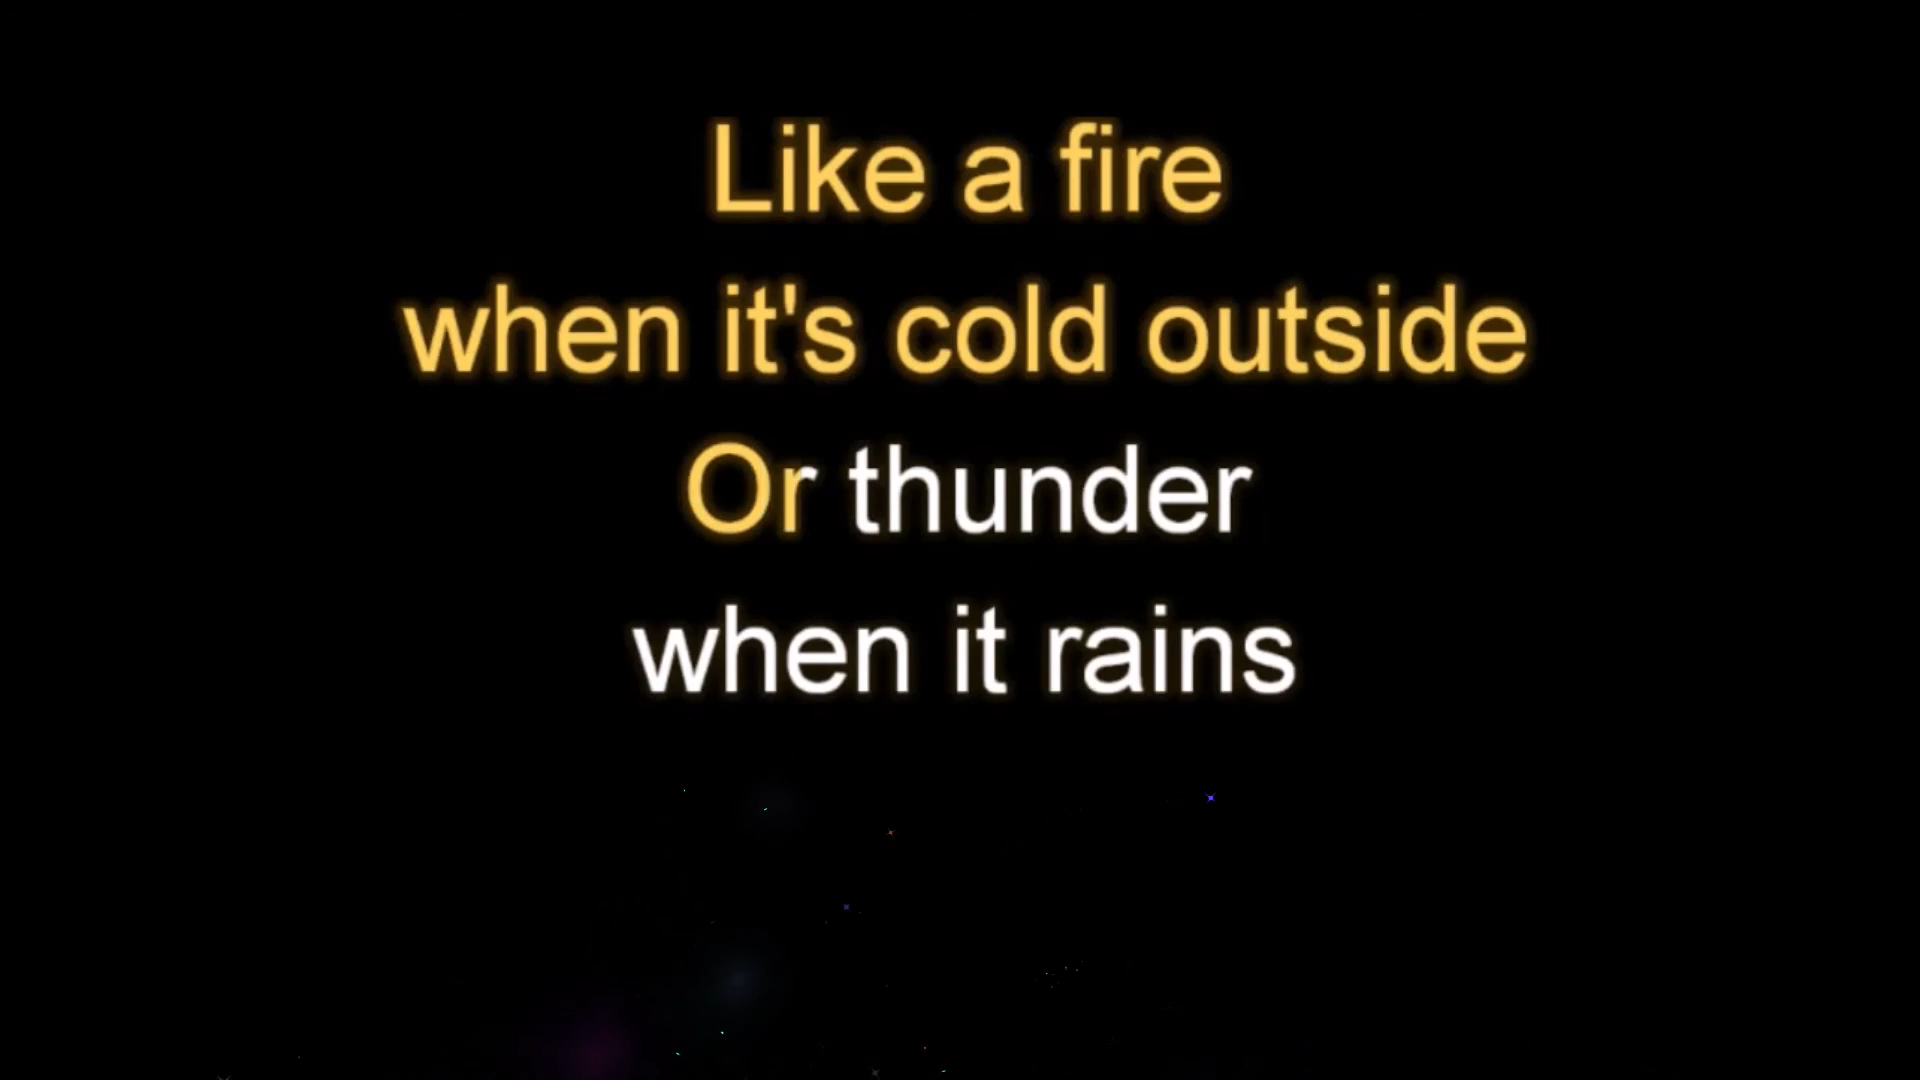 Like a fire
when it's cold outside
Or thunder
when it rains